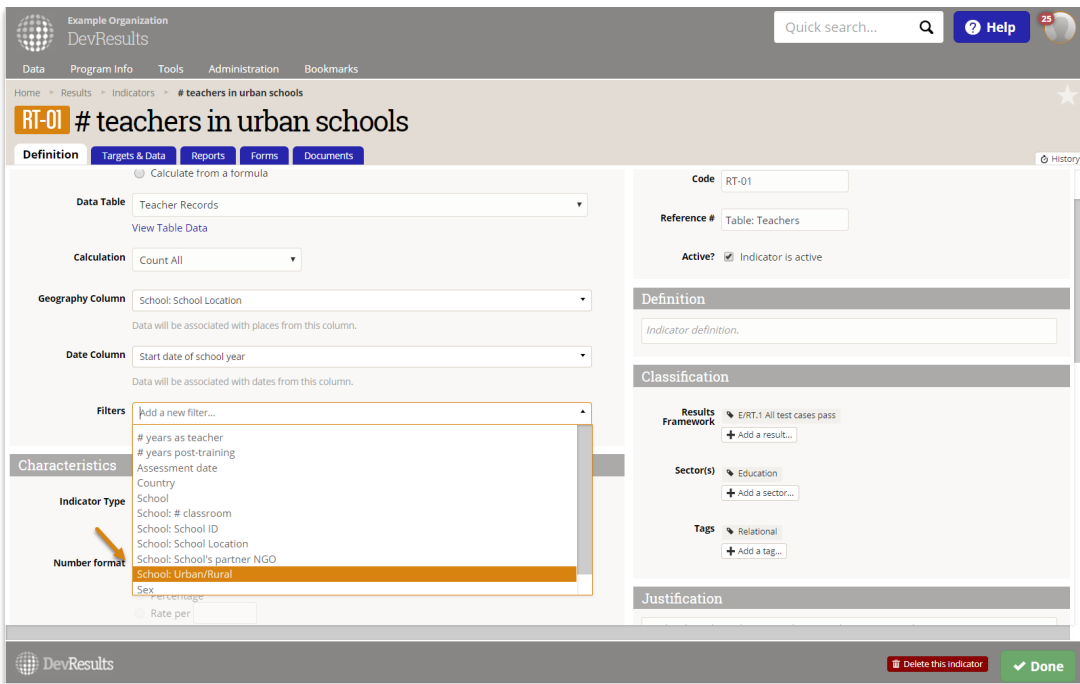 Example Organization
DevResults
Quick search...
? Help
25
Data Program Info Tools Administration Bookmarks
Home Results Indicators # teachers in urban schools
RT-01 # teachers in urban schools
Definition Targets & Data Reports Forms Documents
History
Calculate from a formula
Data Table Teacher Records
View Table Data
Calculation Count All
Geography Column School: School Location
Data will be associated with places from this column.
Date Column Start date of school year
Data will be associated with dates from this column.
Filters Add a new filter...
# years as teacher
# years post-training
Assessment date
Country
School
School: # classroom
School: School ID
School: School Location
School: School's partner NGO
School: Urban/Rural
Sex
Characteristics
Indicator Type
Number format
Percentage
Rate per
Code RT-01
Reference # Table: Teachers
Active? Indicator is active
Definition
Indicator definition.
Classification
Results Framework E/RT.1 All test cases pass
+ Add a result...
Sector(s) Education
+ Add a sector...
Tags Relational
+ Add a tag...
Justification
DevResults
Delete this indicator
Done